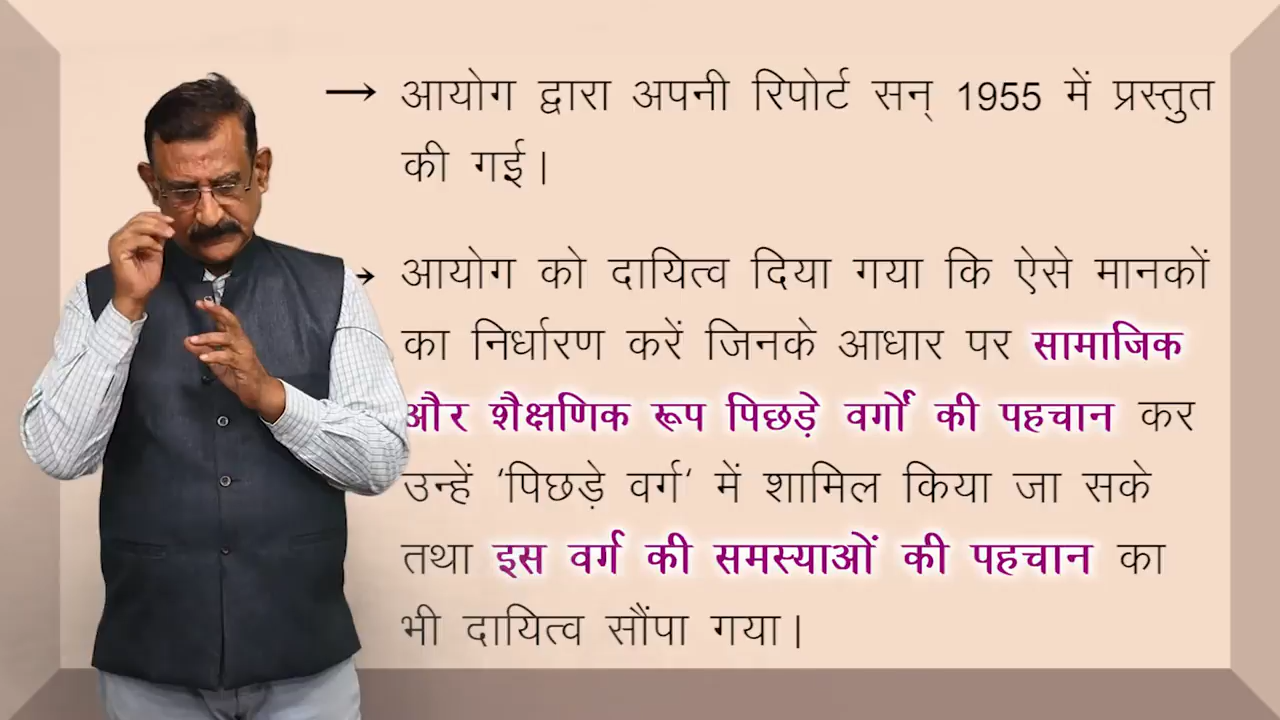 → आयोग द्वारा अपनी रिपोर्ट सन् 1955 में प्रस्तुत
की गई।
→ आयोग को दायित्व दिया गया कि ऐसे मानकों
का निर्धारण करें जिनके आधार पर सामाजिक
और शैक्षणिक रूप पिछड़े वर्गों की पहचान कर
उन्हें ‘पिछड़े वर्ग‘ में शामिल किया जा सके
तथा इस वर्ग की समस्याओं की पहचान का
भी दायित्व सौंपा गया।